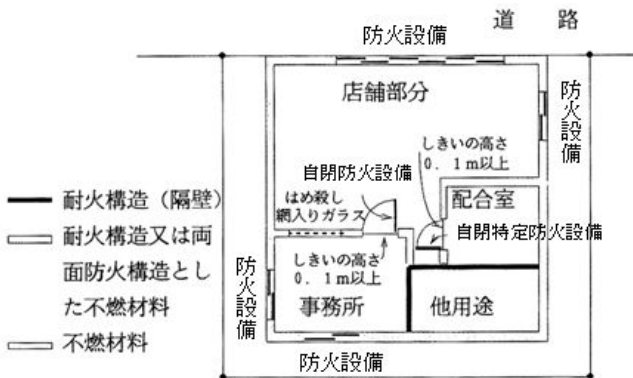 道　路
防火設備
店舗部分
防火設備
しきいの高さ
０．１ｍ以上
自閉防火設備
はめ殺し
網入りガラス
配合室
自閉特定防火設備
しきいの高さ
０．１ｍ以上
防火設備
事務所
他用途
防火設備
耐火構造（隔壁）
耐火構造又は両
面防火構造とし
た不燃材料
不燃材料